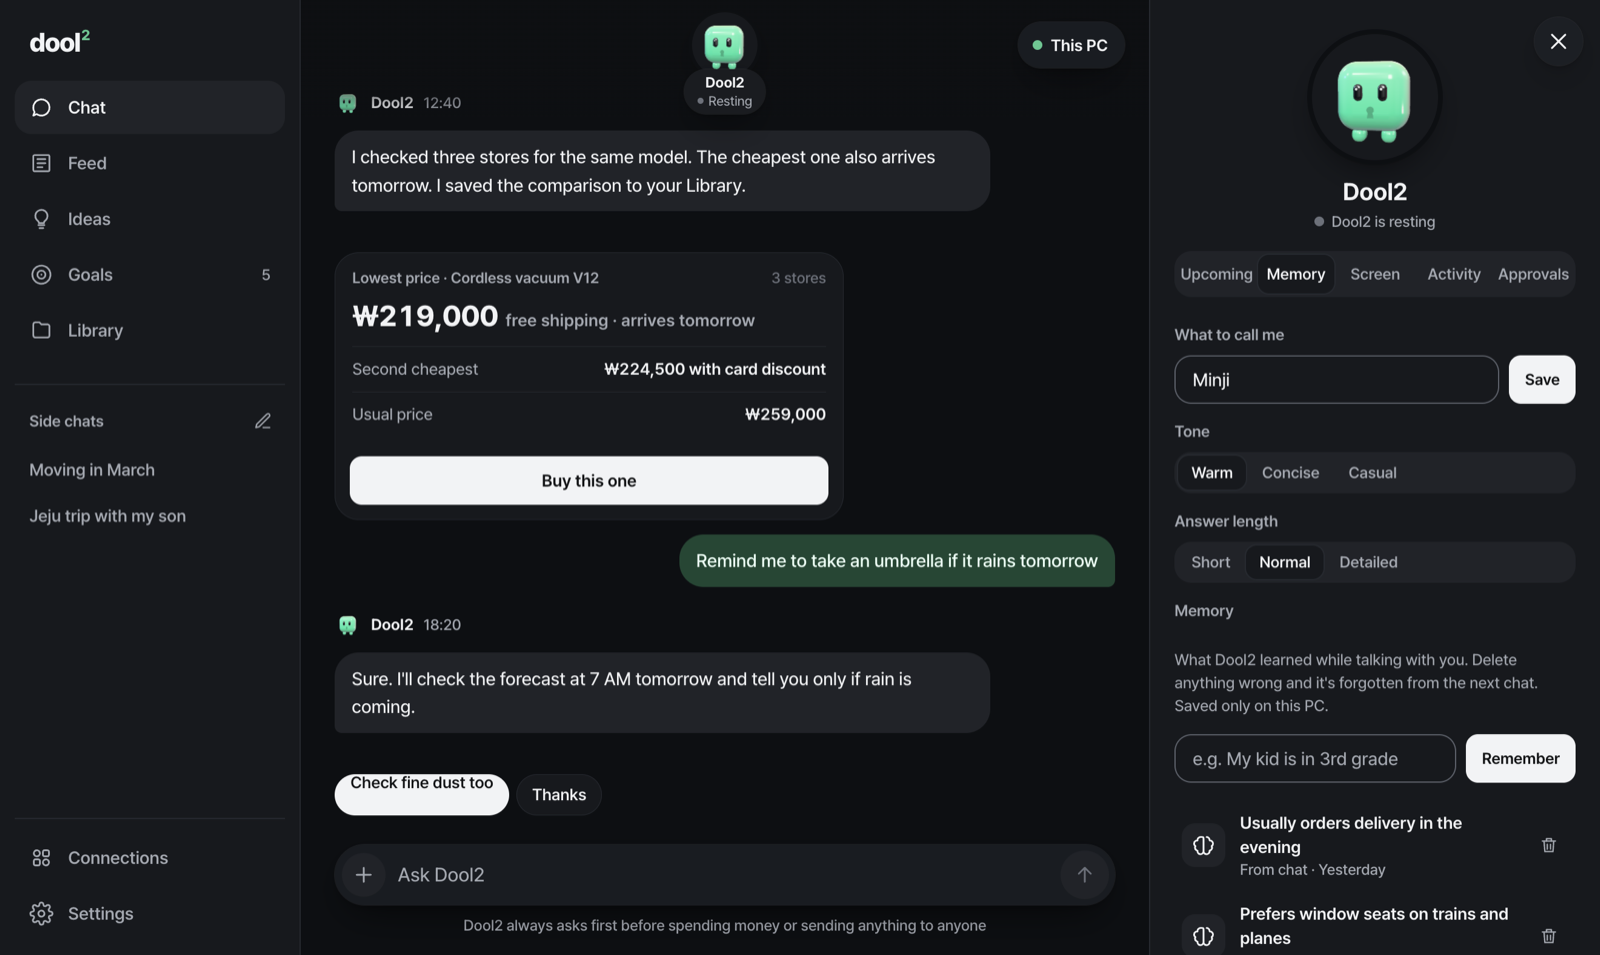 dool2
Chat
Feed
Ideas
Goals 5
Library
Side chats
Moving in March
Jeju trip with my son
Connections
Settings
Dool2
Resting
This PC
Dool2 12:40
I checked three stores for the same model. The cheapest one also arrives
tomorrow. I saved the comparison to your Library.
Lowest price · Cordless vacuum V12 3 stores
₩219,000 free shipping · arrives tomorrow
Second cheapest ₩224,500 with card discount
Usual price ₩259,000
Buy this one
Remind me to take an umbrella if it rains tomorrow
Dool2 18:20
Sure. I'll check the forecast at 7 AM tomorrow and tell you only if rain is
coming.
Check fine dust too Thanks
Ask Dool2
Dool2 always asks first before spending money or sending anything to anyone
Dool2
Dool2 is resting
Upcoming Memory Screen Activity Approvals
What to call me
Minji Save
Tone
Warm Concise Casual
Answer length
Short Normal Detailed
Memory
What Dool2 learned while talking with you. Delete
anything wrong and it's forgotten from the next chat.
Saved only on this PC.
e.g. My kid is in 3rd grade Remember
Usually orders delivery in the
evening
From chat · Yesterday
Prefers window seats on trains and
planes